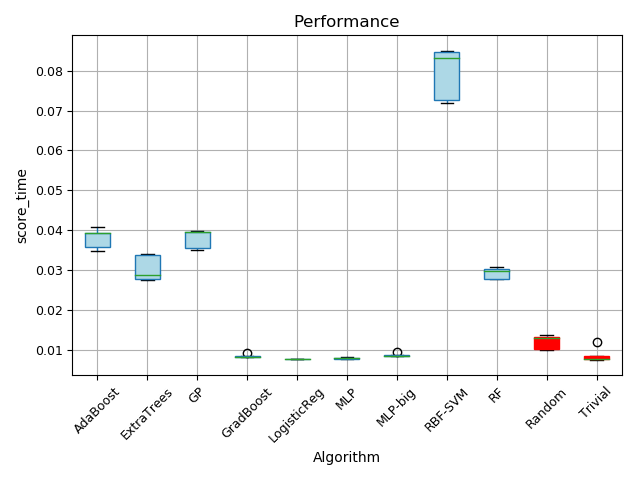 Performance
0.08
0.07
0.06
0.05
0.04
0.03
0.02
0.01
score_time
AdaBoost
ExtraTrees
GP
GradBoost
LogisticReg
MLP
MLP-big
RBF-SVM
RF
Random
Trivial
Algorithm